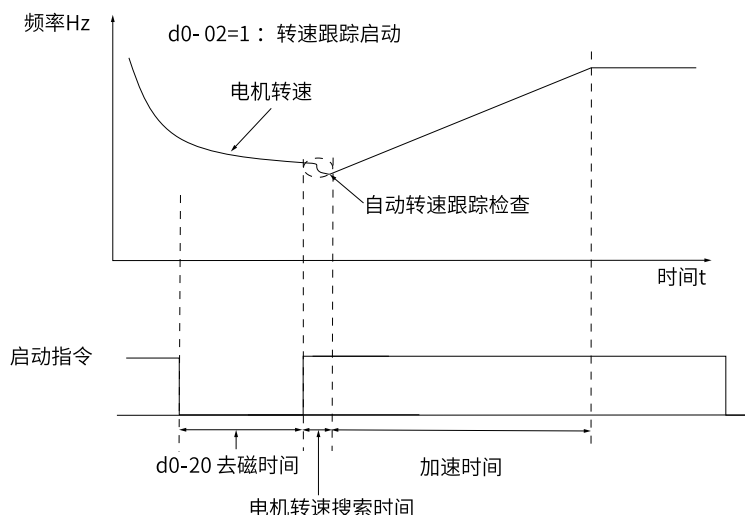 频率Hz
d0- 02=1 ： 转速跟踪启动
电机转速
自动转速跟踪检查
时间t
启动指令
d0-20 去磁时间
加速时间
电机转速搜索时间